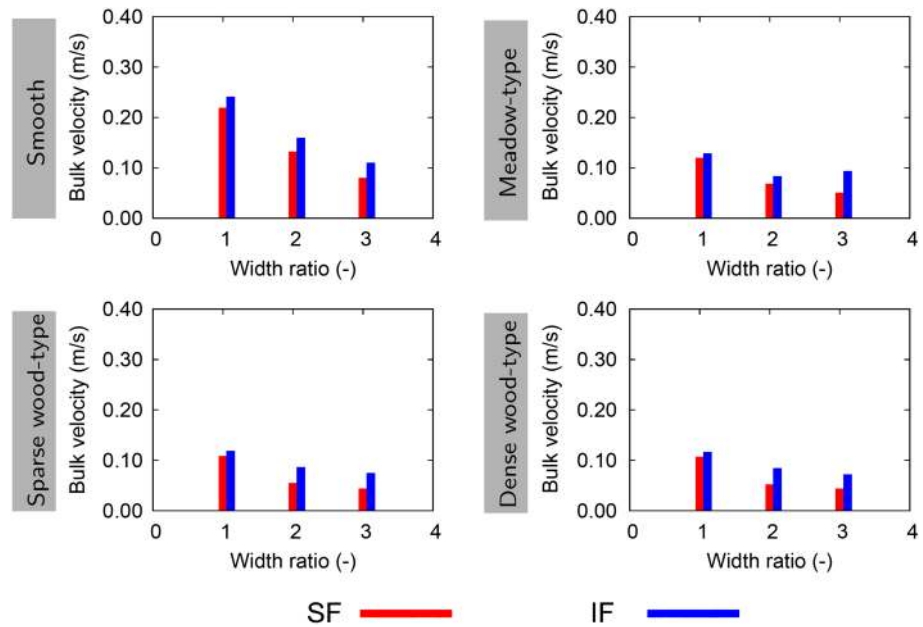 Smooth
Bulk velocity (m/s)
0.40
0.30
0.20
0.10
0.00
0 1 2 3 4
Width ratio (-)
Meadow-type
Bulk velocity (m/s)
0.40
0.30
0.20
0.10
0.00
0 1 2 3 4
Width ratio (-)
Sparse wood-type
Bulk velocity (m/s)
0.40
0.30
0.20
0.10
0.00
0 1 2 3 4
Width ratio (-)
Dense wood-type
Bulk velocity (m/s)
0.40
0.30
0.20
0.10
0.00
0 1 2 3 4
Width ratio (-)
SF IF